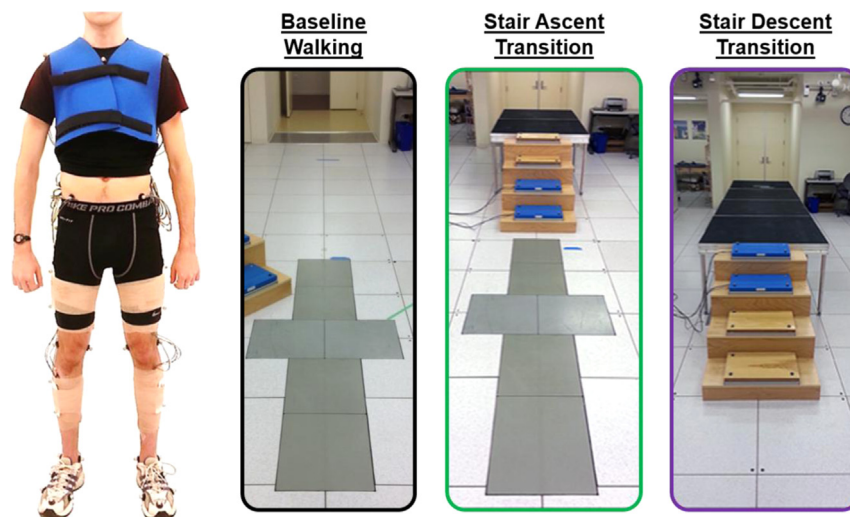 Baseline
Walking
Stair Ascent
Transition
Stair Descent
Transition
NIKE PRO COMBAT